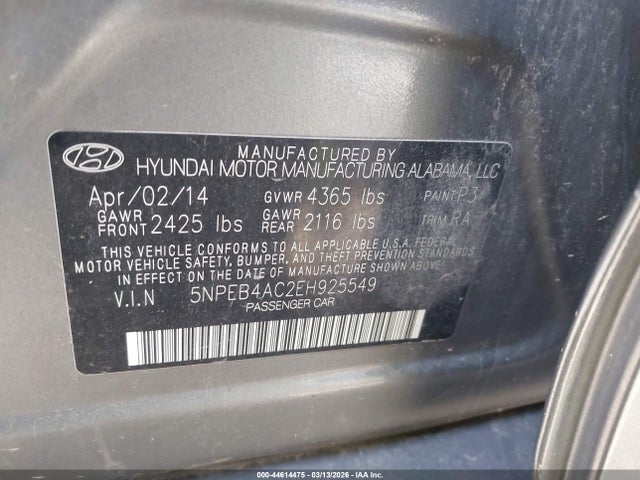 MANUFACTURED BY
HYUNDAI MOTOR MANUFACTURING ALABAMA, LLC
Apr/02/14 GVWR 4365 lbs PAINT P3
GAWR FRONT 2425 lbs GAWR REAR 2116 lbs TRIM RA
THIS VEHICLE CONFORMS TO ALL APPLICABLE U.S.A. FEDERAL
MOTOR VEHICLE SAFETY, BUMPER, AND THEFT PREVENTION STANDARDS
IN EFFECT ON THE DATE OF MANUFACTURE SHOWN ABOVE.
V.I.N 5NPEB4AC2EH925549
PASSENGER CAR
000-44614475 - 03/13/2026 - IAA Inc.